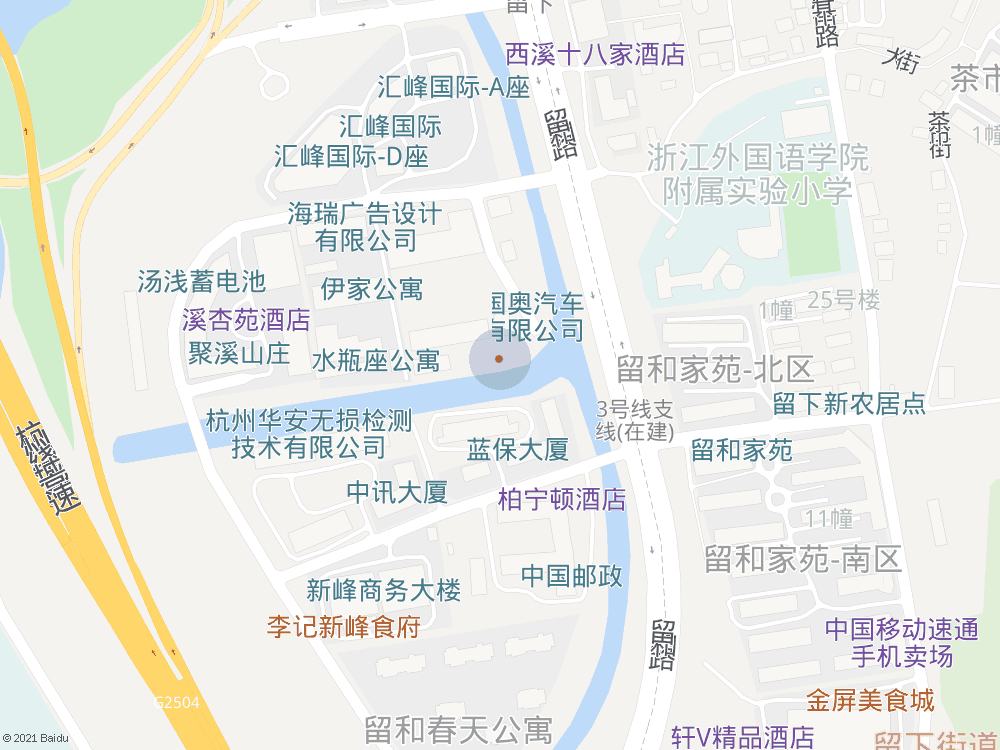 留下
西溪十八家酒店
汇峰国际-A座
大街
茶市
汇峰国际
留和路
茶市街
1幢
汇峰国际-D座
浙江外国语学院
附属实验小学
海瑞广告设计
有限公司
汤浅蓄电池
伊家公寓
国奥汽车
有限公司
1幢
25号楼
溪杏苑酒店
聚溪山庄
水瓶座公寓
留和家苑-北区
3号线支
线(在建)
留下新农居点
杭州华安无损检测
技术有限公司
蓝保大厦
留和家苑
中讯大厦
柏宁顿酒店
11幢
留和家苑-南区
新峰商务大楼
中国邮政
李记新峰食府
留和路
中国移动速通
手机卖场
G2504
金屏美食城
留和春天公寓
轩V精品酒店
留下街道
© 2021 Baidu